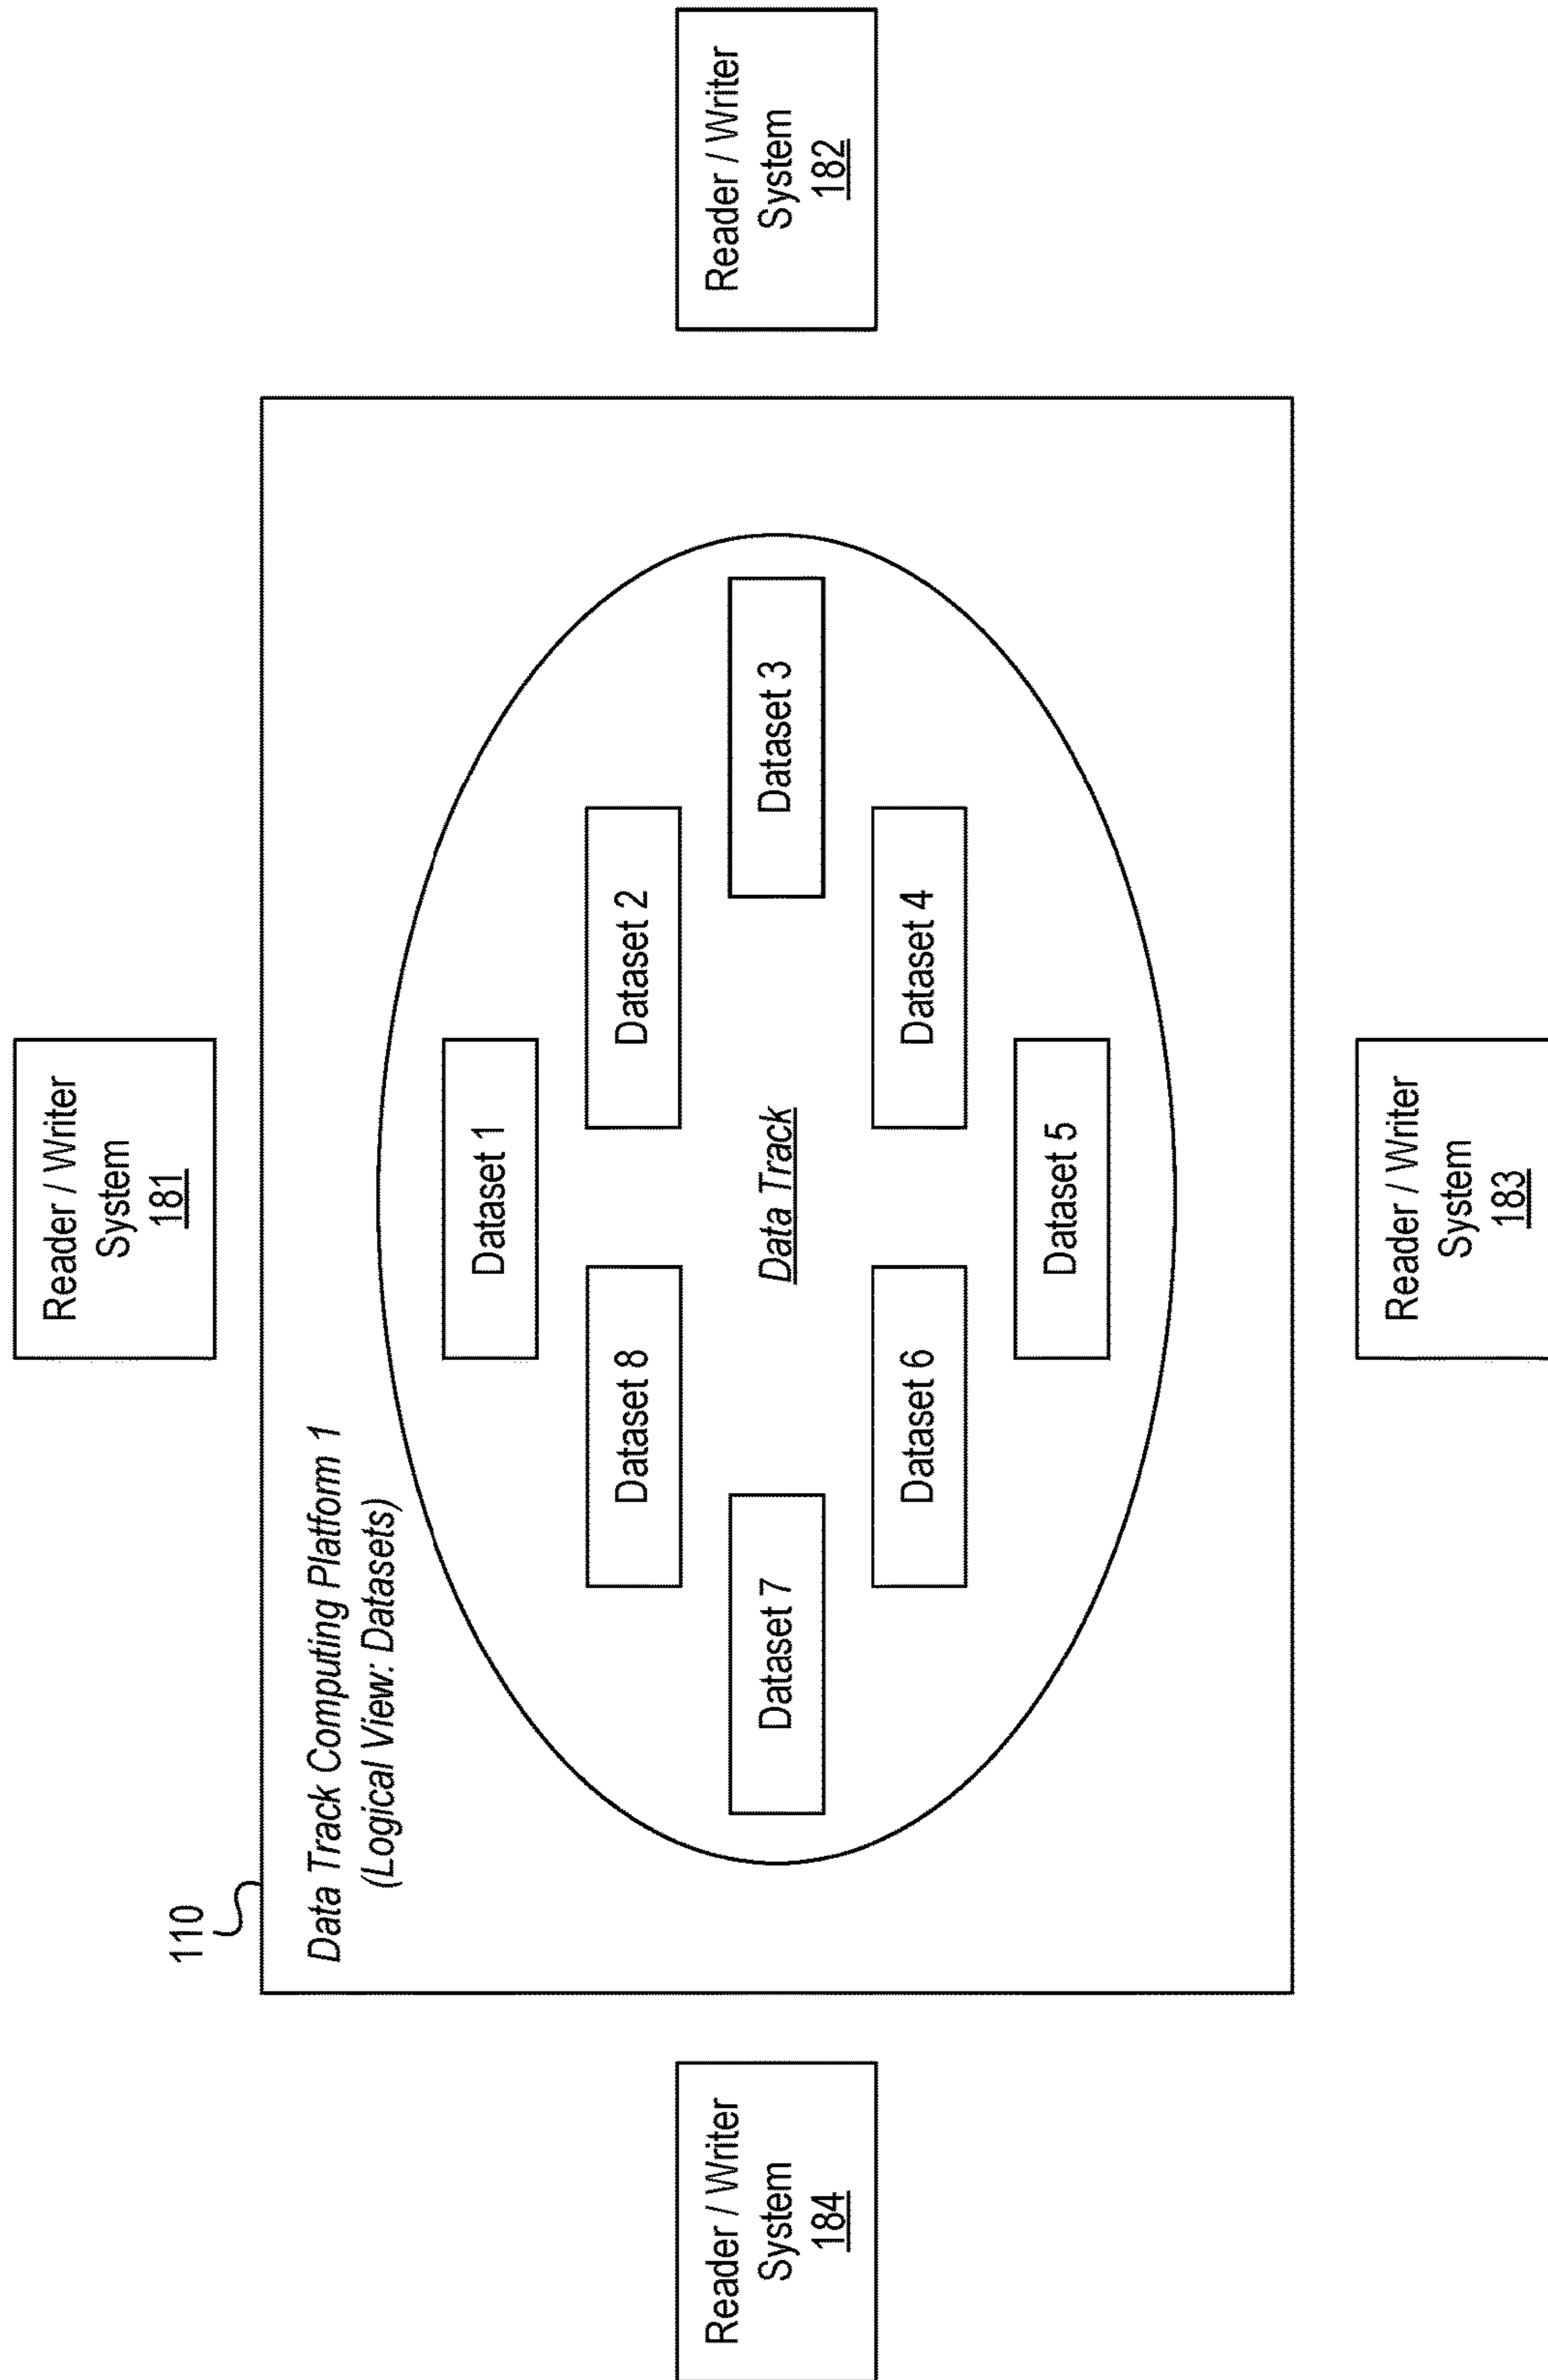 Reader / Writer
System
181
110
Data Track Computing Platform 1
(Logical View: Datasets)
Dataset 1
Dataset 8
Dataset 2
Reader / Writer
System
184
Dataset 7
Data Track
Dataset 3
Reader / Writer
System
182
Dataset 6
Dataset 4
Dataset 5
Reader / Writer
System
183